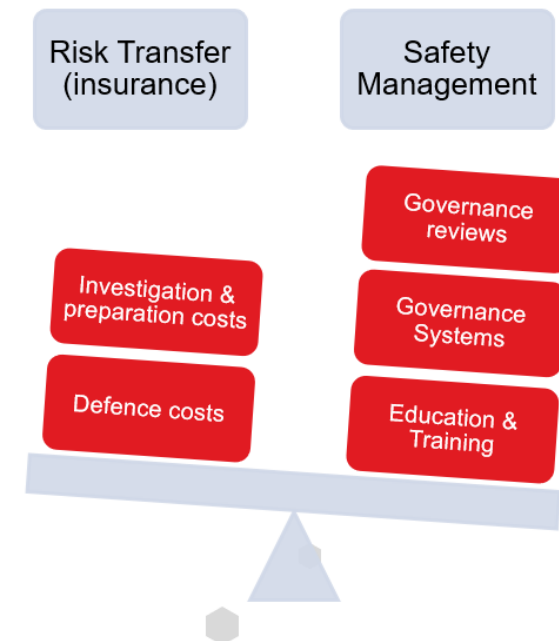 Risk Transfer
(insurance)
Safety
Management
Investigation &
preparation costs
Defence costs
Governance
reviews
Governance
Systems
Education &
Training